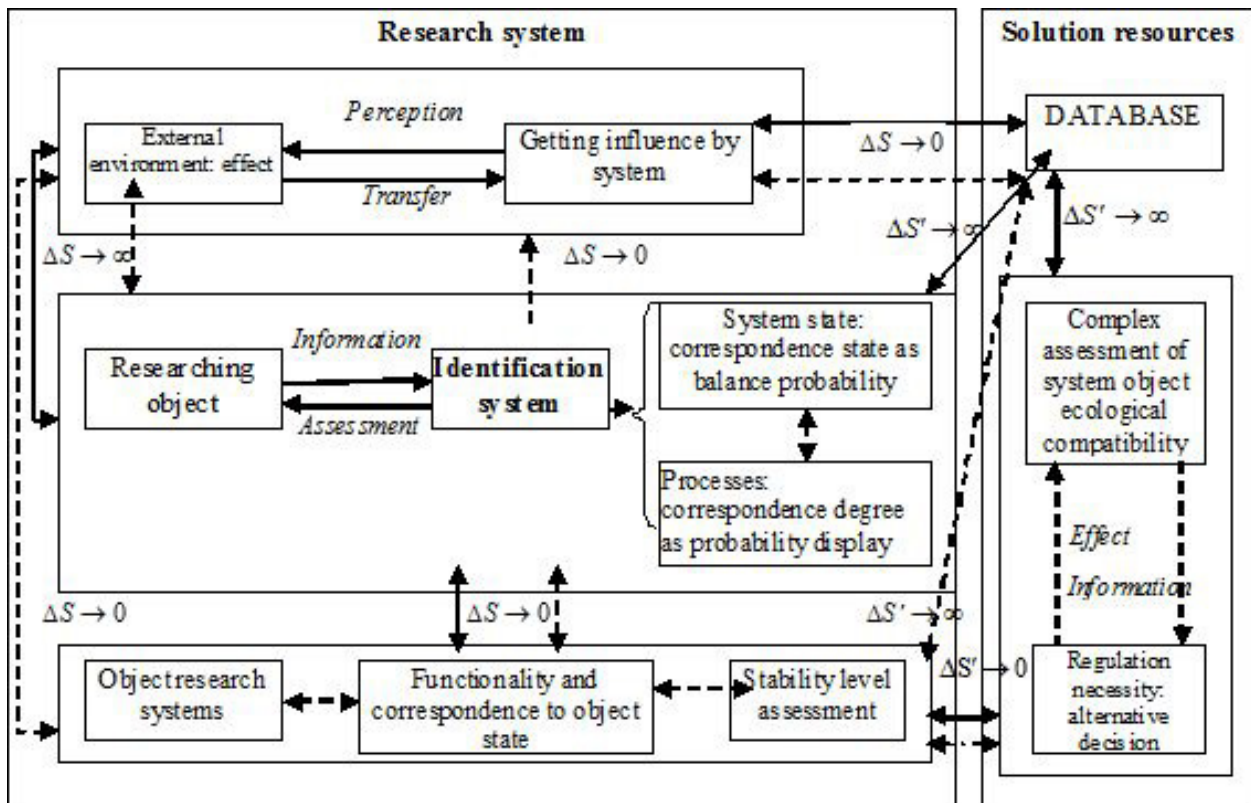 Research system
Solution resources
Perception
External
environment: effect
Getting influence by
system
Transfer
DATABASE
ΔS → 0
ΔS → ∞
ΔS → 0
ΔS' → ∞
ΔS' → ∞
Information
Researching
object
Identification
system
Assessment
System state:
correspondence state as
balance probability
Processes:
correspondence degree
as probability display
Complex
assessment of
system object
ecological
compatibility
Effect
Information
ΔS → 0
ΔS → 0
ΔS' → ∞
ΔS' → 0
Object research
systems
Functionality and
correspondence to object
state
Stability level
assessment
Regulation
necessity:
alternative
decision